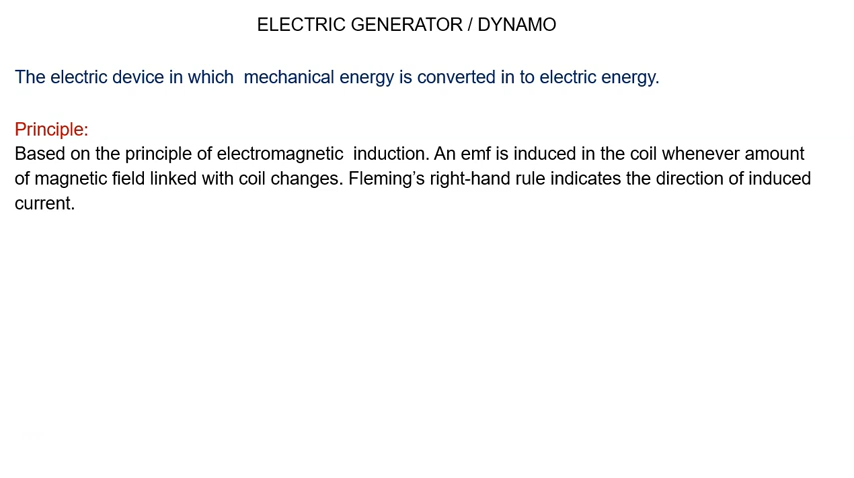 ELECTRIC GENERATOR / DYNAMO
The electric device in which mechanical energy is converted in to electric energy.
Principle:
Based on the principle of electromagnetic induction. An emf is induced in the coil whenever amount
of magnetic field linked with coil changes. Fleming’s right-hand rule indicates the direction of induced
current.